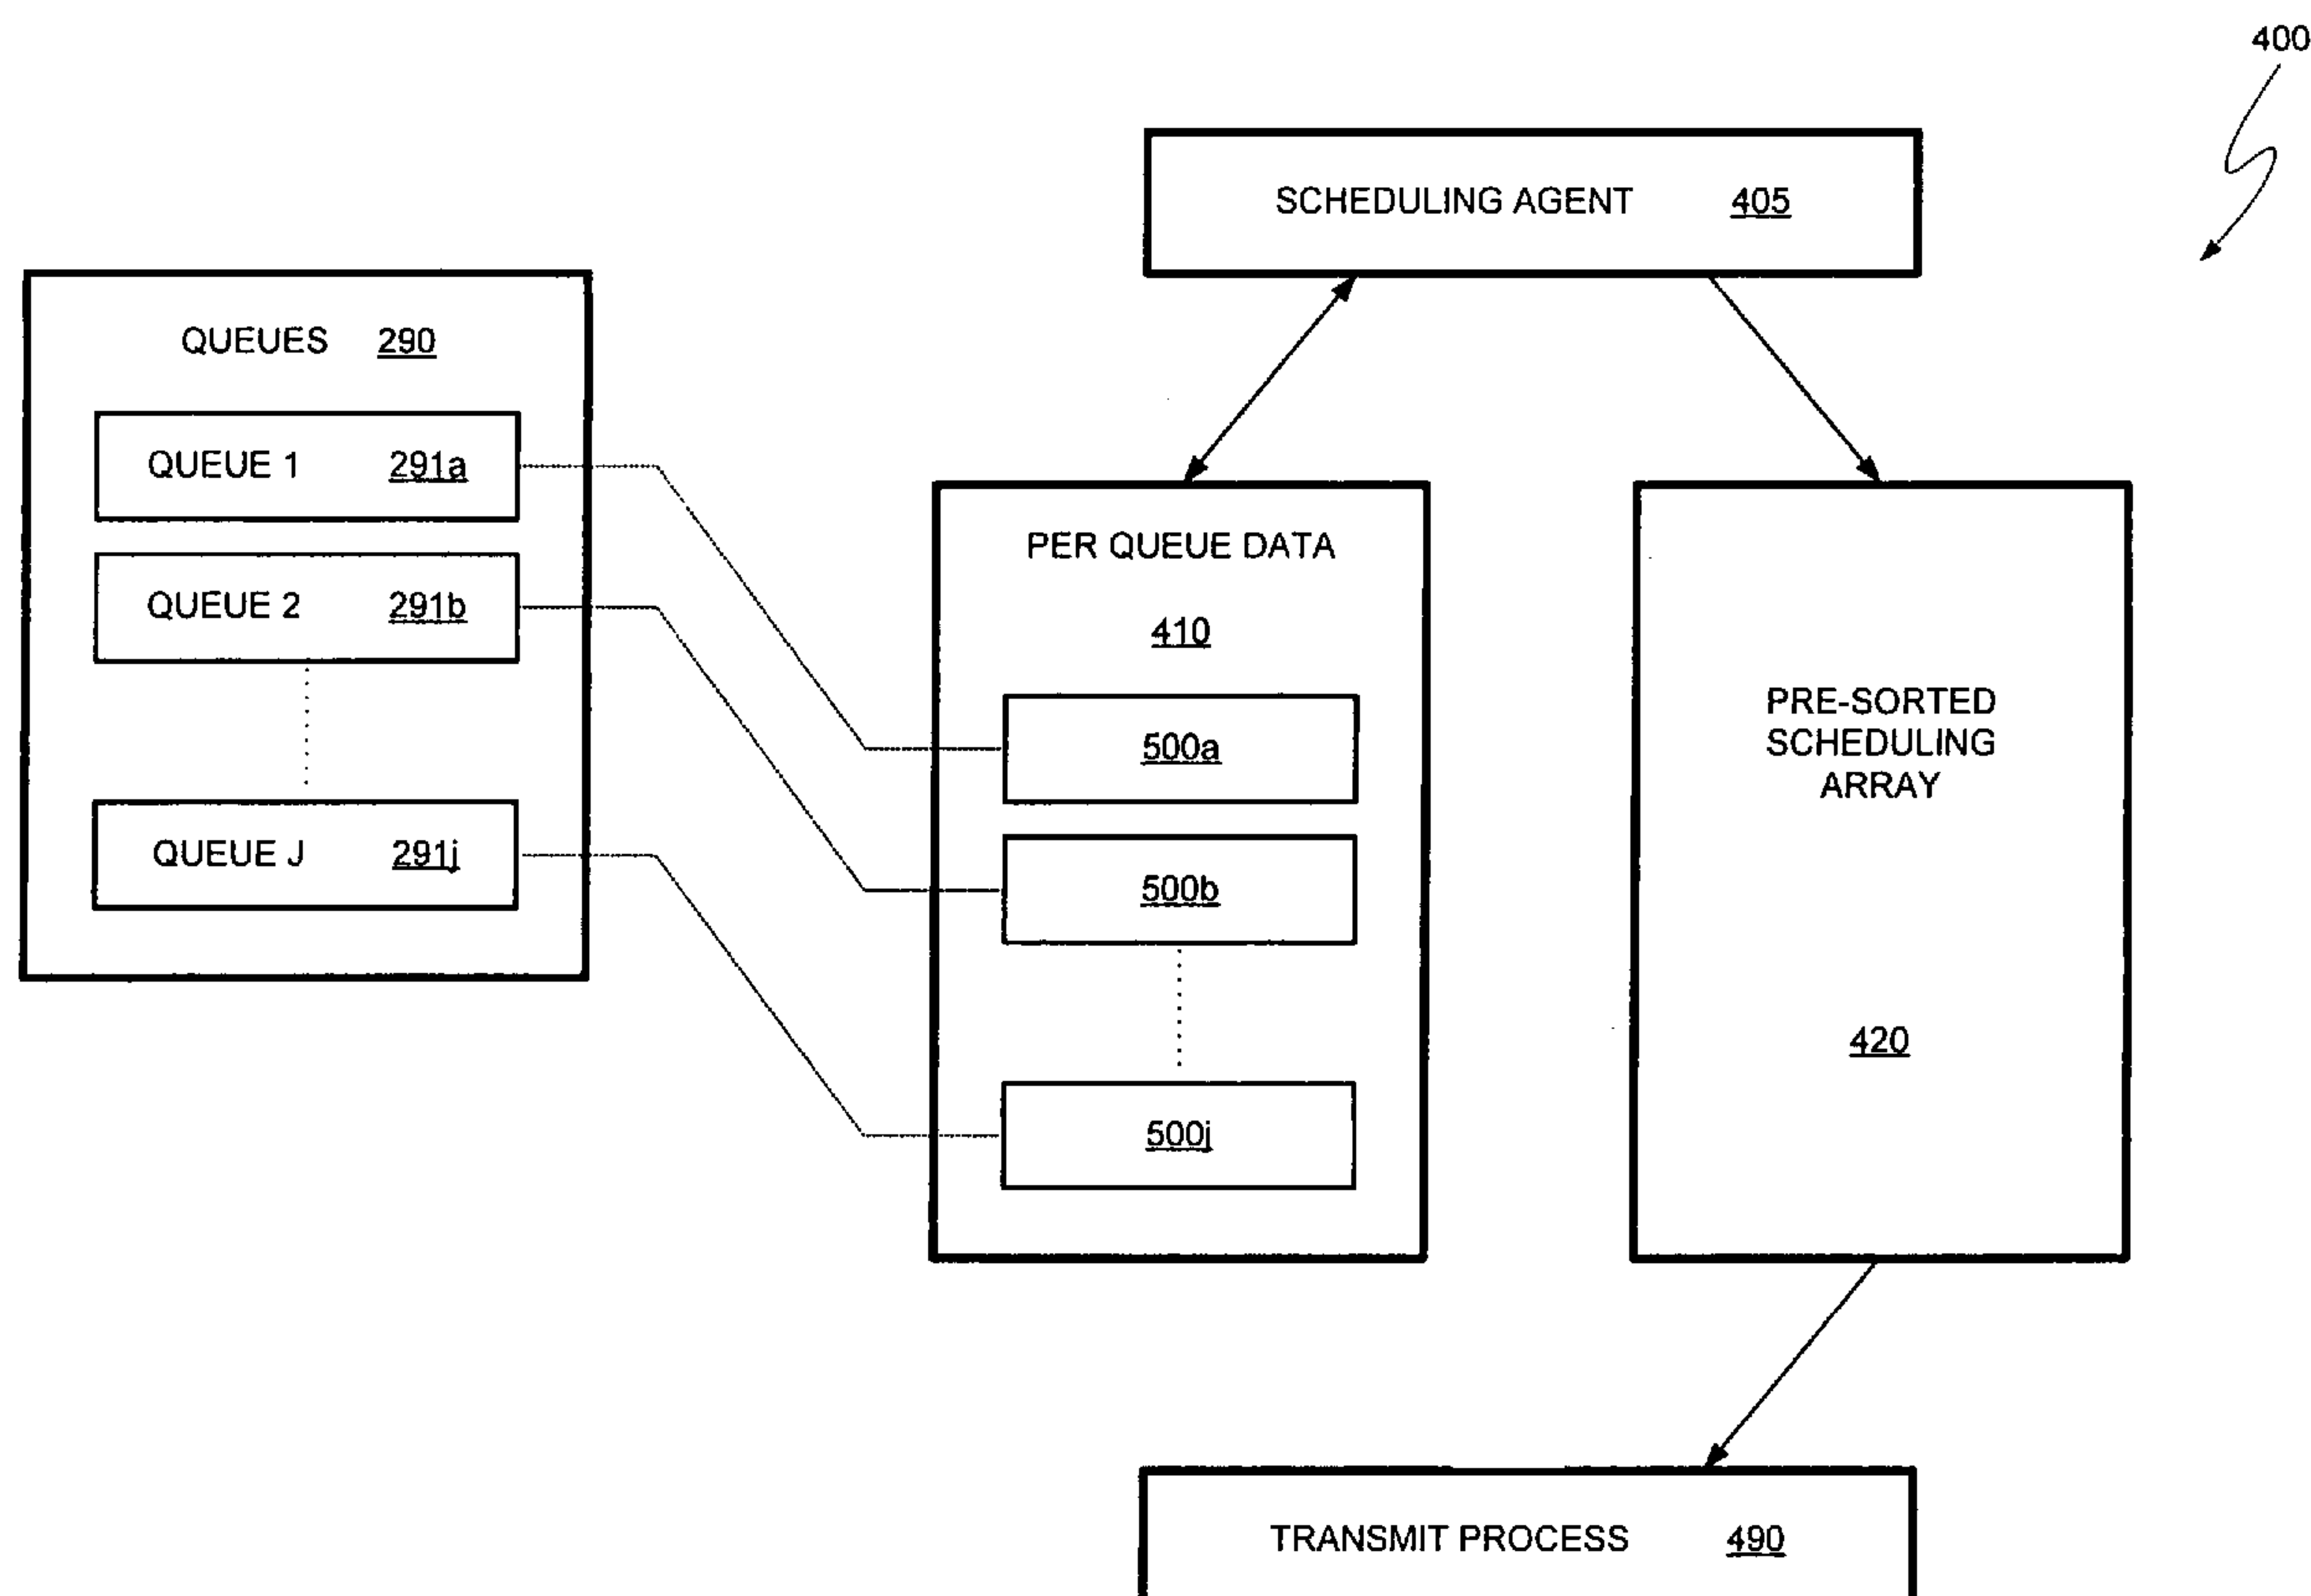 400
SCHEDULING AGENT 405
QUEUES 290
QUEUE 1 291a
QUEUE 2 291b
QUEUE J 291j
PER QUEUE DATA
410
500a
500b
500j
PRE-SORTED
SCHEDULING
ARRAY
420
TRANSMIT PROCESS 490